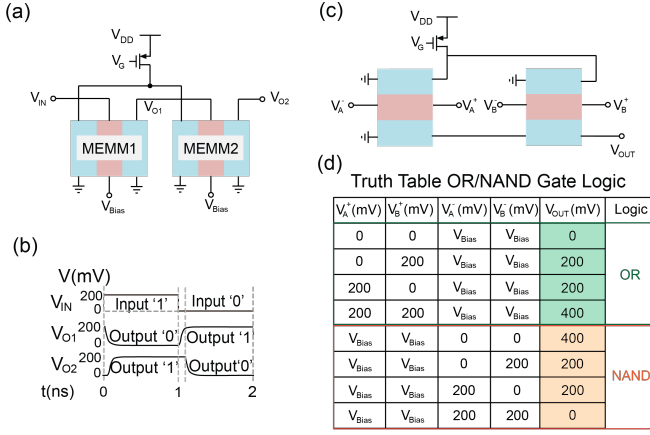 (a)
V_DD
V_G
V_IN
V_O1
V_O2
MEMM1
MEMM2
V_Bias
V_Bias
(b)
V(mV)
V_IN 200 0 Input '1' Input '0'
V_O1 200 0 Output '0' Output '1'
V_O2 200 0 Output '1' Output'0'
t(ns) 0 1 2
(c)
V_DD
V_G
V_A^- V_A^+ V_B^- V_B^+
V_OUT
(d)
Truth Table OR/NAND Gate Logic
V_A^+(mV) V_B^+(mV) V_A^-(mV) V_B^-(mV) V_OUT(mV) Logic
0 0 V_Bias V_Bias 0
0 200 V_Bias V_Bias 200
OR
200 0 V_Bias V_Bias 200
200 200 V_Bias V_Bias 400
V_Bias V_Bias 0 0 400
V_Bias V_Bias 0 200 200
NAND
V_Bias V_Bias 200 0 200
V_Bias V_Bias 200 200 0